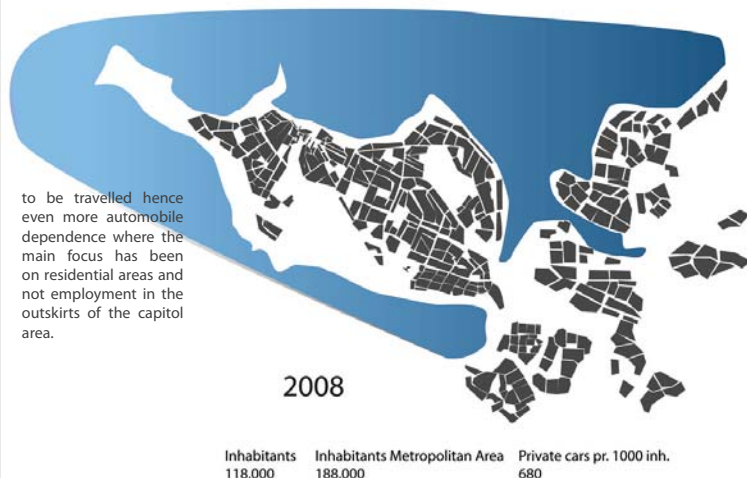 to be travelled hence
even more automobile
dependence where the
main focus has been
on residential areas and
not employment in the
outskirts of the capitol
area.
2008
Inhabitants Inhabitants Metropolitan Area Private cars pr. 1000 inh.
118.000 188.000 680